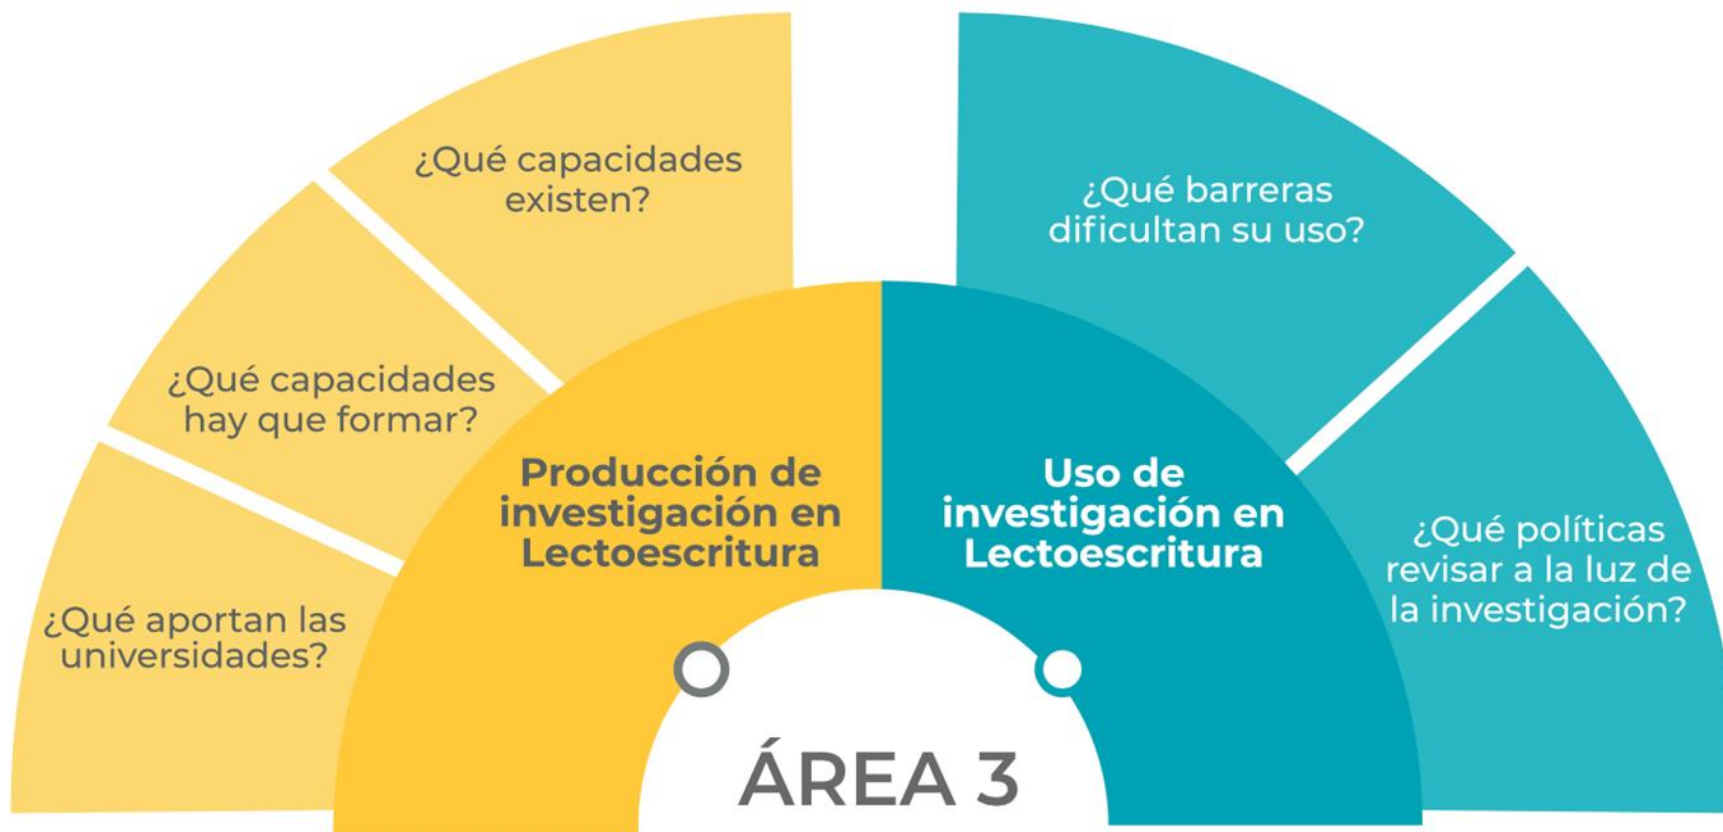 ¿Qué capacidades
existen?
¿Qué capacidades
hay que formar?
¿Qué aportan las
universidades?
Producción de
investigación en
Lectoescritura
Uso de
investigación en
Lectoescritura
¿Qué barreras
dificultan su uso?
¿Qué políticas
revisar a la luz de
la investigación?
ÁREA 3